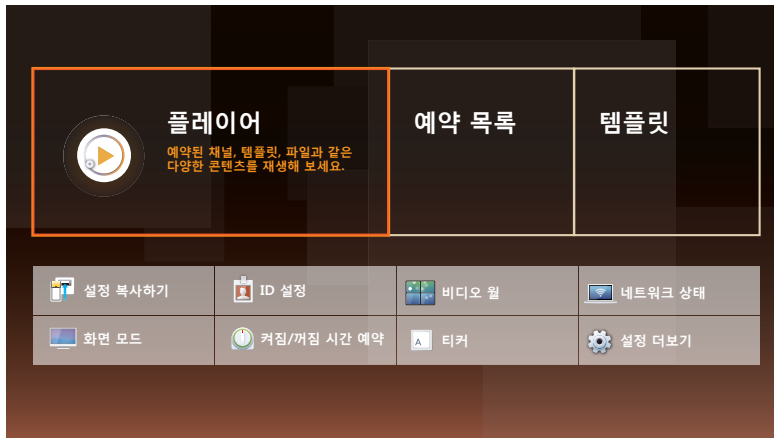 플레이어
예약된 채널, 템플릿, 파일과 같은
다양한 콘텐츠를 재생해 보세요.
예약 목록
템플릿
설정 복사하기
ID 설정
비디오 월
네트워크 상태
화면 모드
켜짐/꺼짐 시간 예약
A
티커
설정 더보기